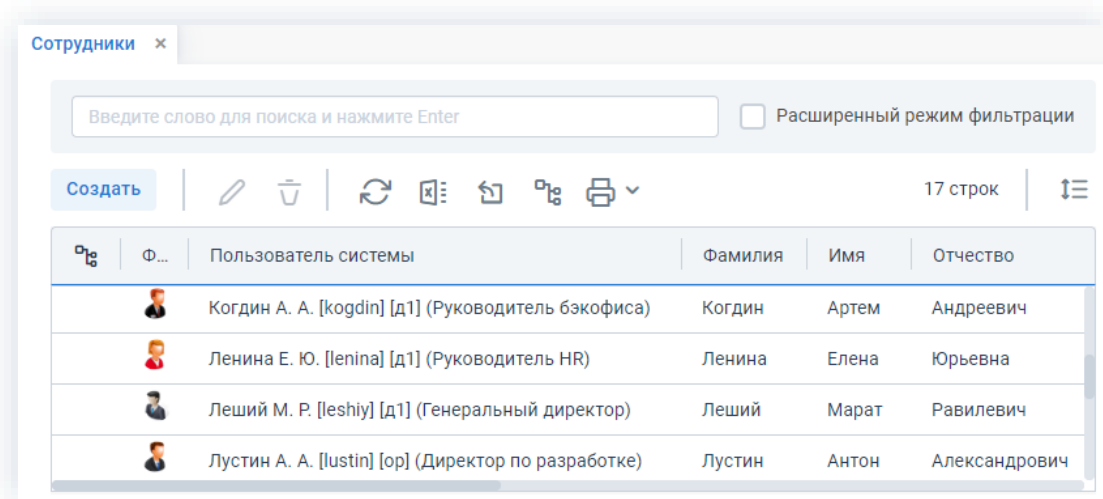 Сотрудники ×
Введите слово для поиска и нажмите Enter Расширенный режим фильтрации
Создать 17 строк
Ф... Пользователь системы Фамилия Имя Отчество
Когдин А. А. [kogdin] [д1] (Руководитель бэкофиса) Когдин Артем Андреевич
Ленина Е. Ю. [lenina] [д1] (Руководитель HR) Ленина Елена Юрьевна
Леший М. Р. [leshiy] [д1] (Генеральный директор) Леший Марат Равилевич
Лустин А. А. [lustin] [ор] (Директор по разработке) Лустин Антон Александрович